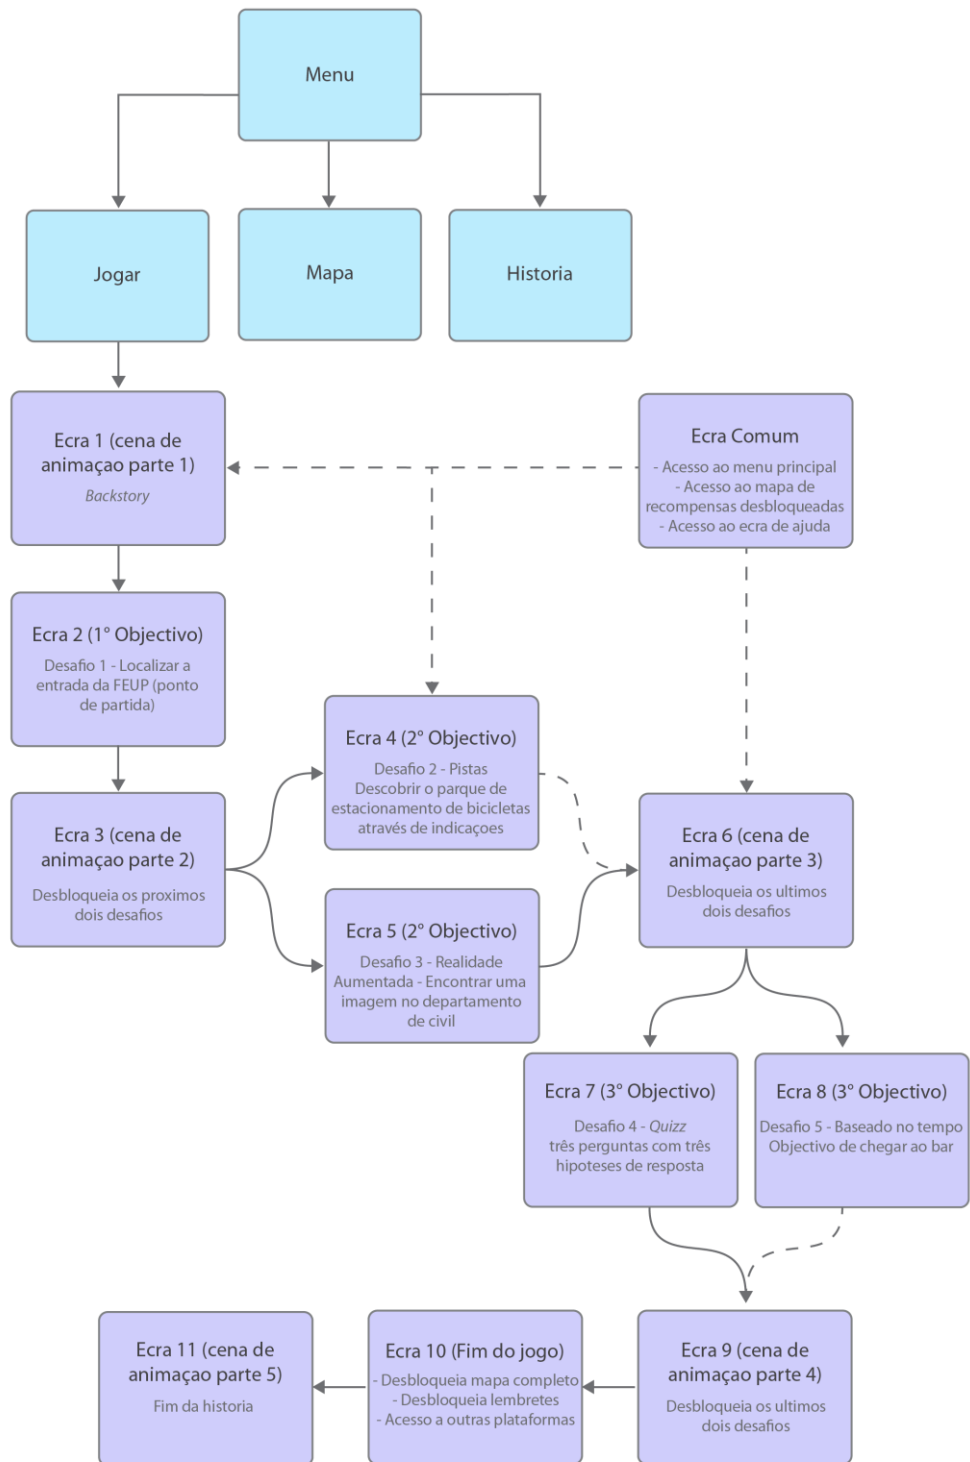 Menu
Jogar
Mapa
Historia
Ecra 1 (cena de
animaçao parte 1)
Backstory
Ecra Comum
- Acesso ao menu principal
- Acesso ao mapa de
recompensas desbloqueadas
- Acesso ao ecra de ajuda
Ecra 2 (1° Objectivo)
Desafio 1 - Localizar a
entrada da FEUP (ponto
de partida)
Ecra 3 (cena de
animaçao parte 2)
Desbloqueia os proximos
dois desafios
Ecra 4 (2° Objectivo)
Desafio 2 - Pistas
Descobrir o parque de
estacionamento de bicicletas
através de indicaçoes
Ecra 5 (2° Objectivo)
Desafio 3 - Realidade
Aumentada - Encontrar uma
imagem no departamento
de civil
Ecra 6 (cena de
animaçao parte 3)
Desbloqueia os ultimos
dois desafios
Ecra 7 (3° Objectivo)
Desafio 4 - Quizz
três perguntas com três
hipoteses de resposta
Ecra 8 (3° Objectivo)
Desafio 5 - Baseado no tempo
Objectivo de chegar ao bar
Ecra 11 (cena de
animaçao parte 5)
Fim da historia
Ecra 10 (Fim do jogo)
- Desbloqueia mapa completo
- Desbloqueia lembretes
- Acesso a outras plataformas
Ecra 9 (cena de
animaçao parte 4)
Desbloqueia os ultimos
dois desafios